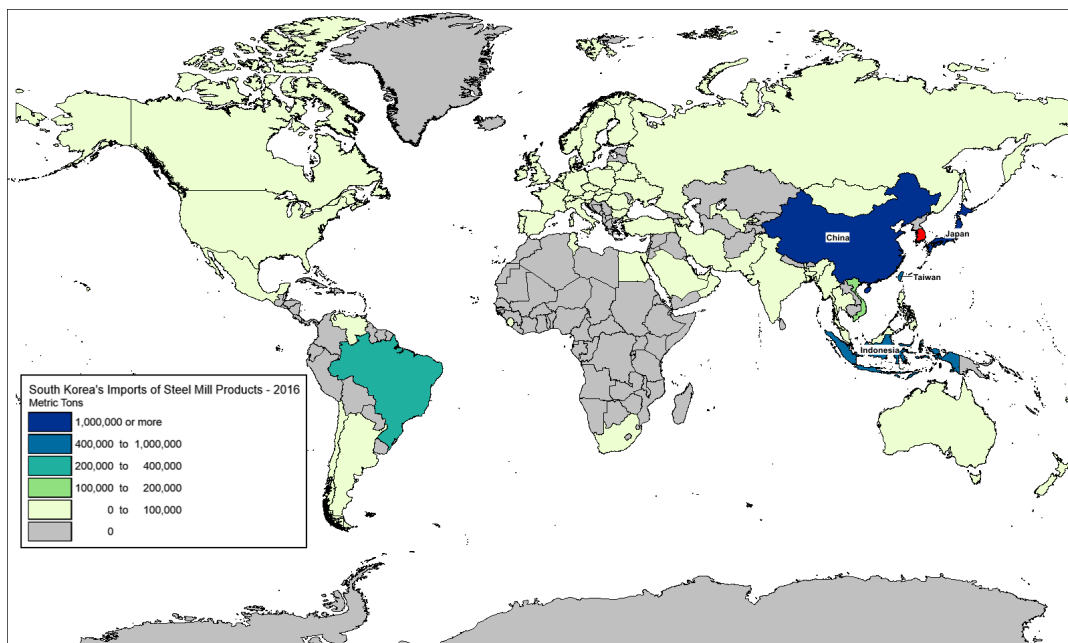 China
Japan
Taiwan
Indonesia
South Korea's Imports of Steel Mill Products - 2016
Metric Tons
1,000,000 or more
400,000 to 1,000,000
200,000 to 400,000
100,000 to 200,000
0 to 100,000
0